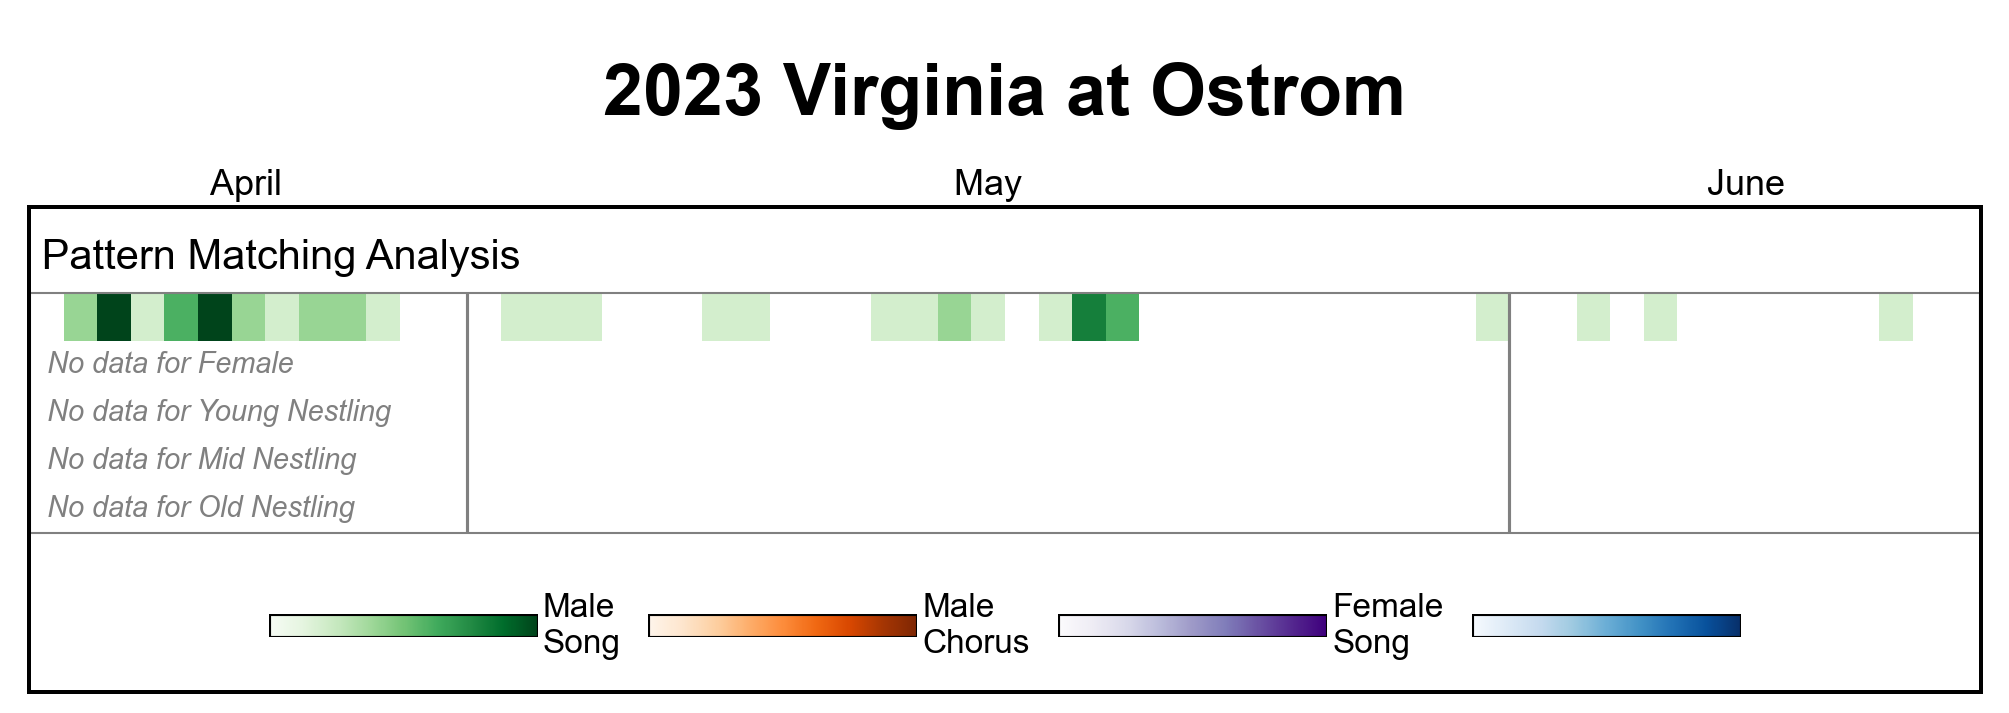 2023 Virginia at Ostrom
April May June
Pattern Matching Analysis
No data for Female
No data for Young Nestling
No data for Mid Nestling
No data for Old Nestling
Male Song
Male Chorus
Female Song